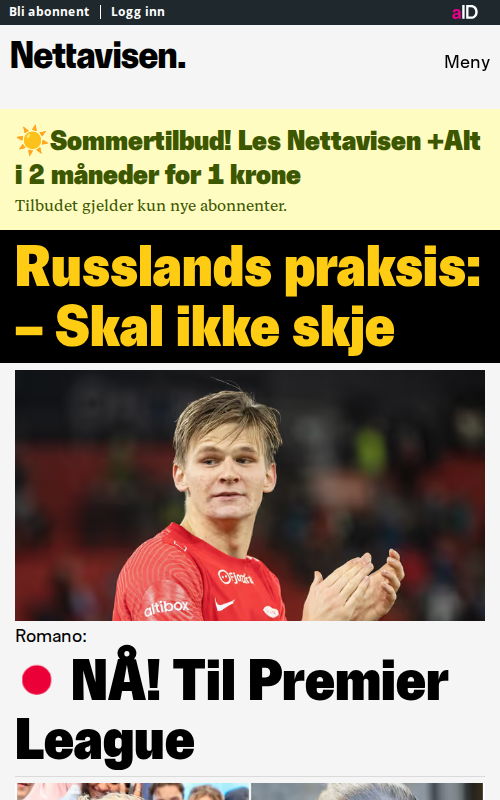 Bli abonnent | Logg inn
aID
Nettavisen.
Meny
☀️Sommertilbud! Les Nettavisen +Alt
i 2 måneder for 1 krone
Tilbudet gjelder kun nye abonnenter.
Russlands praksis:
– Skal ikke skje
Fjordkraft
altibox
Romano:
🔴 NÅ! Til Premier
League